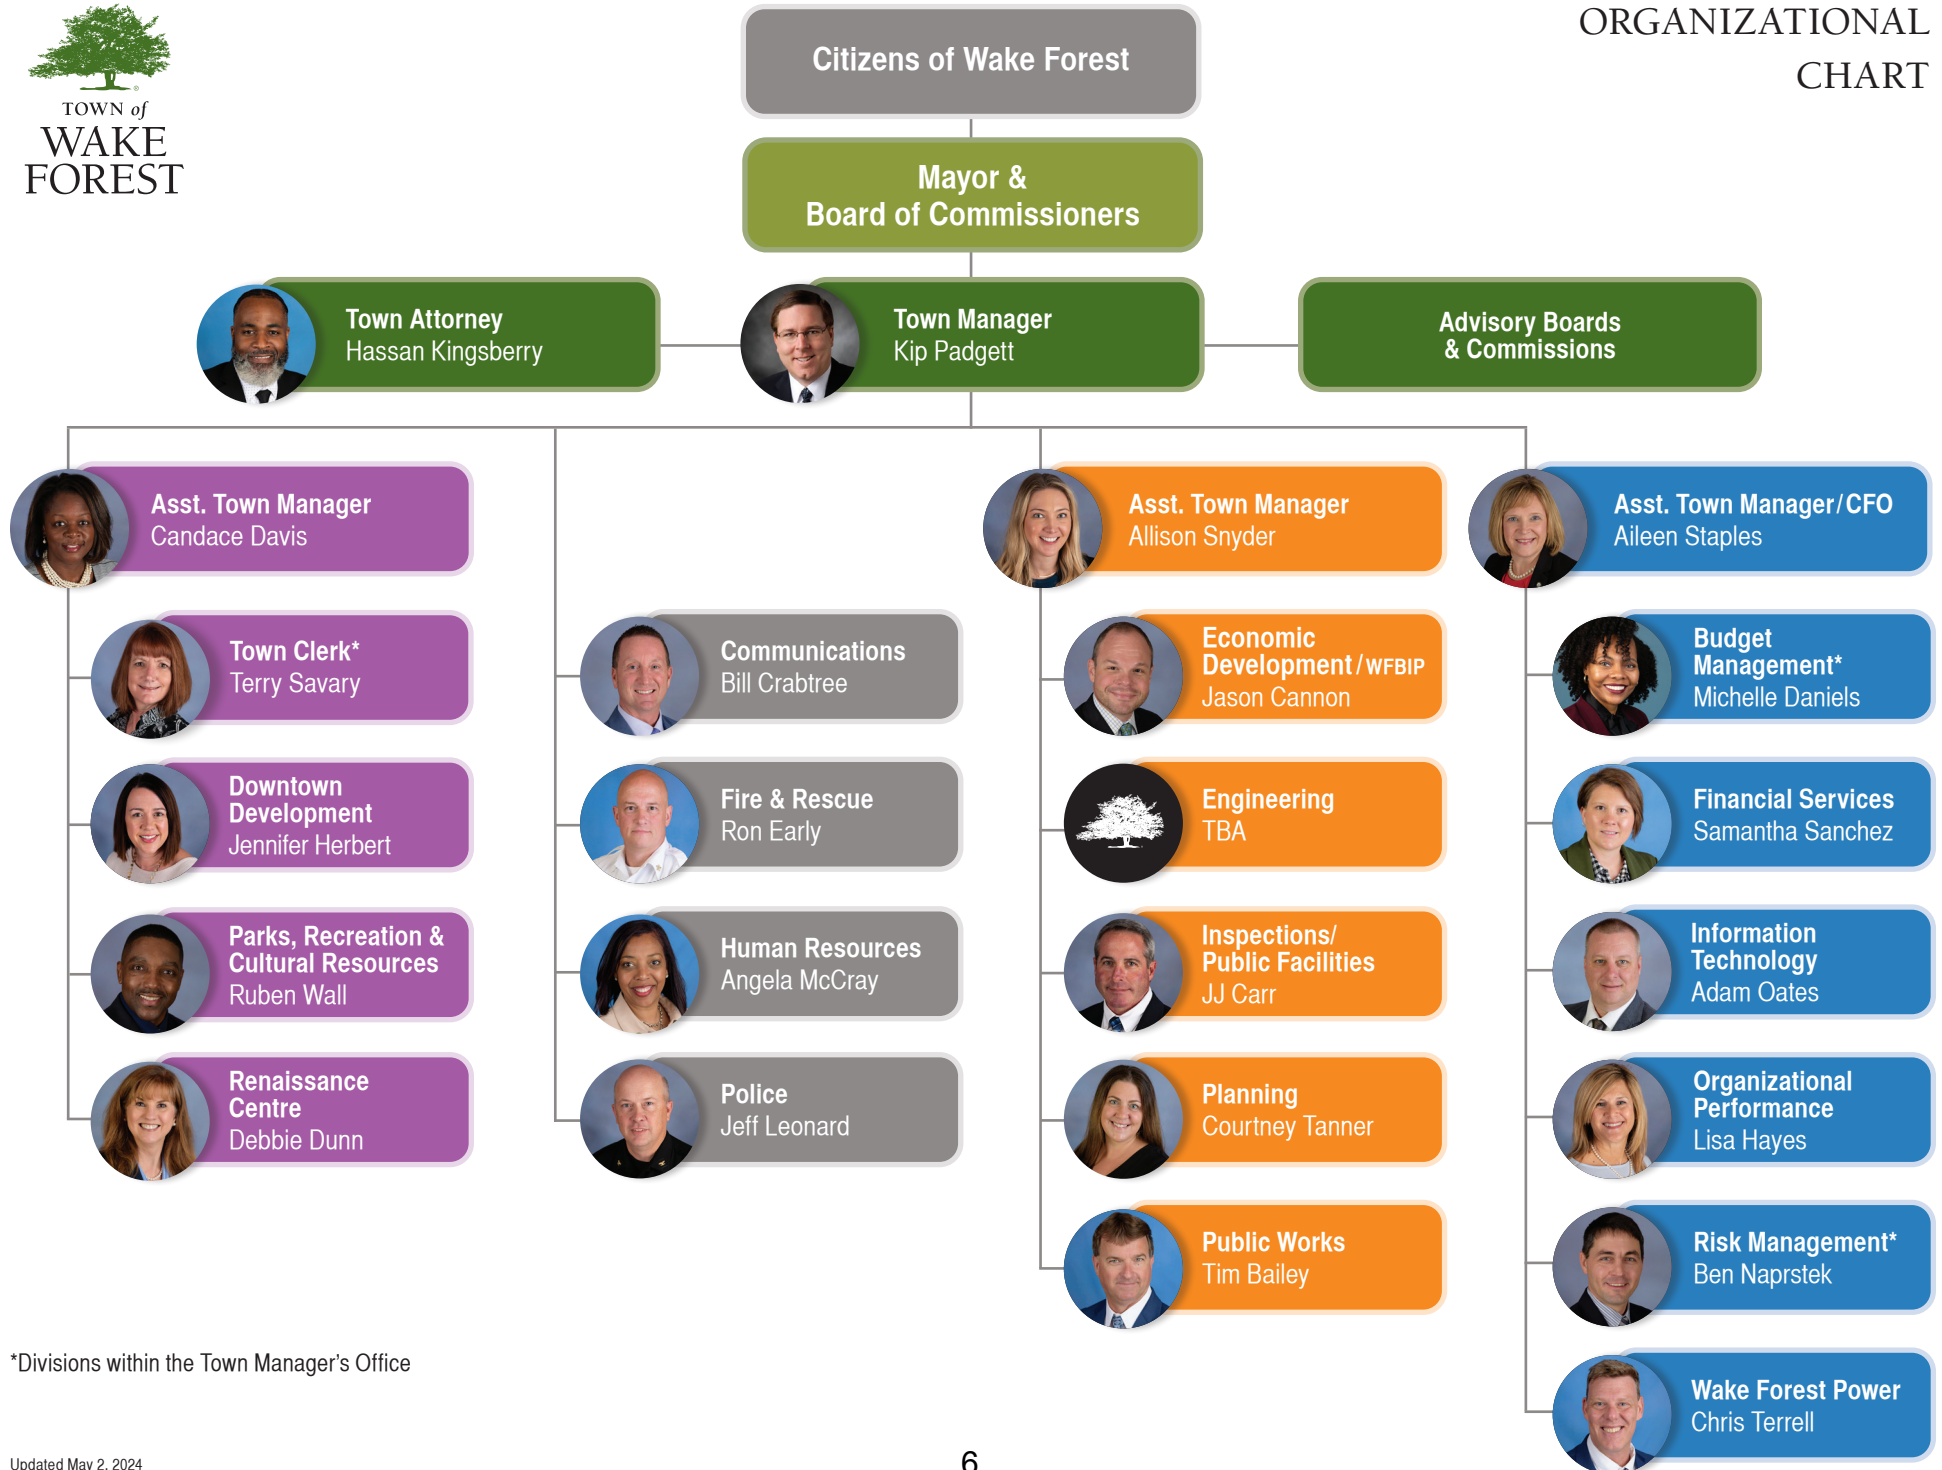 TOWN of
WAKE
FOREST
ORGANIZATIONAL
CHART
Citizens of Wake Forest
Mayor &
Board of Commissioners
Town Attorney
Hassan Kingsberry
Town Manager
Kip Padgett
Advisory Boards
& Commissions
Asst. Town Manager
Candace Davis
Town Clerk*
Terry Savary
Downtown
Development
Jennifer Herbert
Parks, Recreation &
Cultural Resources
Ruben Wall
Renaissance
Centre
Debbie Dunn
Communications
Bill Crabtree
Fire & Rescue
Ron Early
Human Resources
Angela McCray
Police
Jeff Leonard
Asst. Town Manager
Allison Snyder
Economic
Development/WFBIP
Jason Cannon
Engineering
TBA
Inspections/
Public Facilities
JJ Carr
Planning
Courtney Tanner
Public Works
Tim Bailey
Asst. Town Manager/CFO
Aileen Staples
Budget
Management*
Michelle Daniels
Financial Services
Samantha Sanchez
Information
Technology
Adam Oates
Organizational
Performance
Lisa Hayes
Risk Management*
Ben Naprstek
Wake Forest Power
Chris Terrell
*Divisions within the Town Manager's Office
Updated May 2, 2024
6